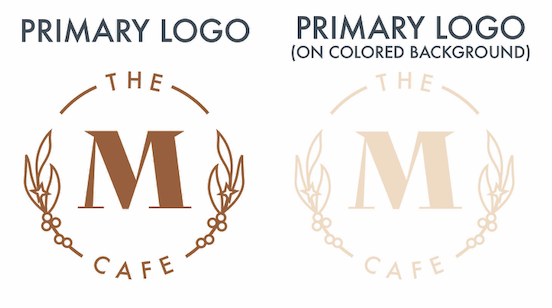 PRIMARY LOGO
THE
M
CAFE
PRIMARY LOGO
(ON COLORED BACKGROUND)
THE
M
CAFE